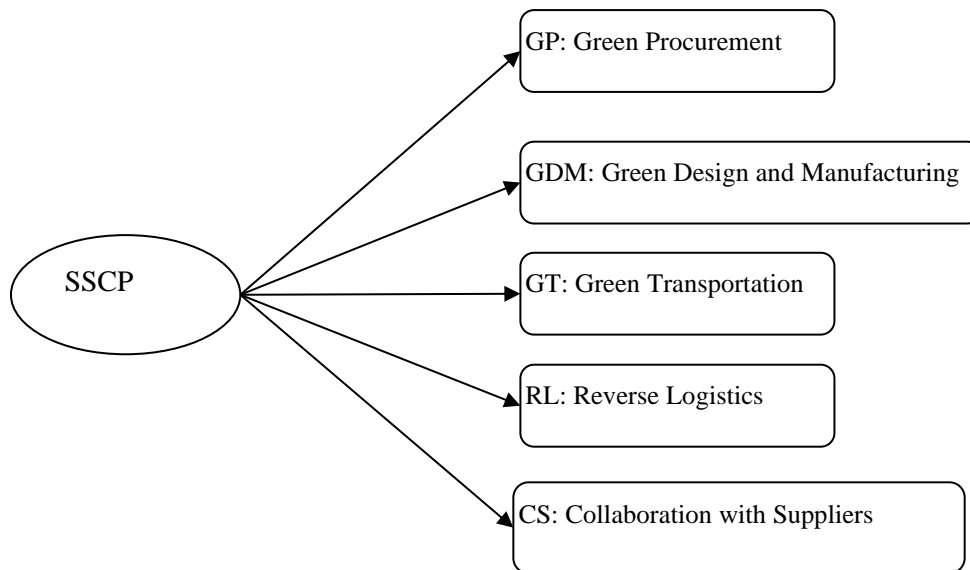 GP: Green Procurement
GDM: Green Design and Manufacturing
SSCP
GT: Green Transportation
RL: Reverse Logistics
CS: Collaboration with Suppliers